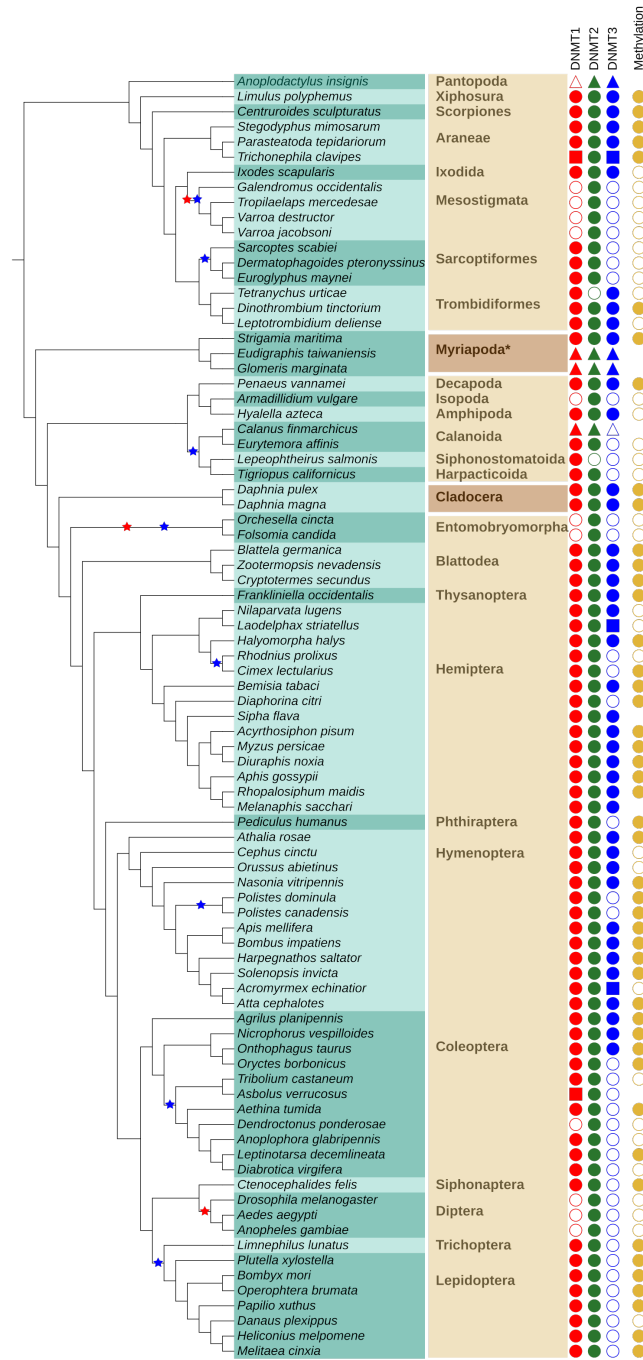 DNMT1 DNMT2 DNMT3 Methylation
Anoplodactylus insignis Pantopoda
Limulus polyphemus Xiphosura
Centruroides sculpturatus Scorpiones
Stegodyphus mimosarum
Parasteatoda tepidariorum Araneae
Trichonephila clavipes
Ixodes scapularis Ixodida
Galendromus occidentalis
Tropilaelaps mercedesae Mesostigmata
Varroa destructor
Varroa jacobsoni
Sarcoptes scabiei
Dermatophagoides pteronyssinus Sarcoptiformes
Euroglyphus maynei
Tetranychus urticae
Dinothrombium tinctorium Trombidiformes
Leptotrombidium deliense
Strigamia maritima
Eudigraphis taiwaniensis Myriapoda*
Glomeris marginata
Penaeus vannamei Decapoda
Armadillidium vulgare Isopoda
Hyalella azteca Amphipoda
Calanus finmarchicus Calanoida
Eurytemora affinis
Lepeophtheirus salmonis Siphonostomatoida
Tigriopus californicus Harpacticoida
Daphnia pulex Cladocera
Daphnia magna
Orchesella cincta Entomobryomorpha
Folsomia candida
Blattela germanica
Zootermopsis nevadensis Blattodea
Cryptotermes secundus
Frankliniella occidentalis Thysanoptera
Nilaparvata lugens
Laodelphax striatellus
Halyomorpha halys
Rhodnius prolixus
Cimex lectularius Hemiptera
Bemisia tabaci
Diaphorina citri
Sipha flava
Acyrthosiphon pisum
Myzus persicae
Diuraphis noxia
Aphis gossypii
Rhopalosiphum maidis
Melanaphis sacchari
Pediculus humanus Phthiraptera
Athalia rosae
Cephus cinctu Hymenoptera
Orussus abietinus
Nasonia vitripennis
Polistes dominula
Polistes canadensis
Apis mellifera
Bombus impatiens
Harpegnathos saltator
Solenopsis invicta
Acromyrmex echinatior
Atta cephalotes
Agrilus planipennis
Nicrophorus vespilloides
Onthophagus taurus Coleoptera
Oryctes borbonicus
Tribolium castaneum
Asbolus verrucosus
Aethina tumida
Dendroctonus ponderosae
Anoplophora glabripennis
Leptinotarsa decemlineata
Diabrotica virgifera
Ctenocephalides felis Siphonaptera
Drosophila melanogaster
Aedes aegypti Diptera
Anopheles gambiae
Limnephilus lunatus Trichoptera
Plutella xylostella
Bombyx mori Lepidoptera
Operophtera brumata
Papilio xuthus
Danaus plexippus
Heliconius melpomene
Melitaea cinxia